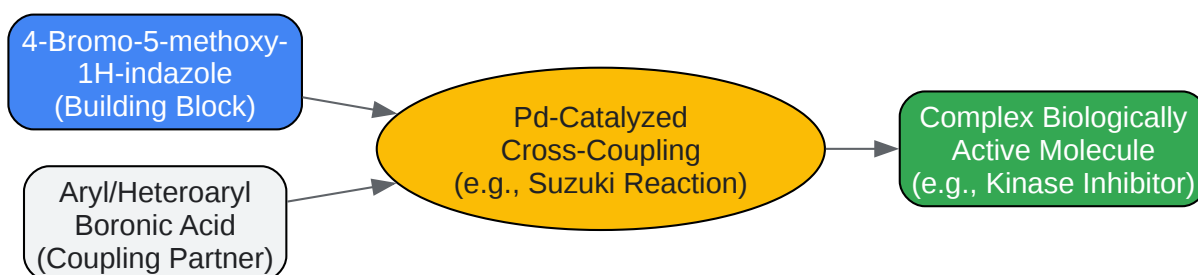 4-Bromo-5-methoxy-
1H-indazole
(Building Block)
Aryl/Heteroaryl
Boronic Acid
(Coupling Partner)
Pd-Catalyzed
Cross-Coupling
(e.g., Suzuki Reaction)
Complex Biologically
Active Molecule
(e.g., Kinase Inhibitor)